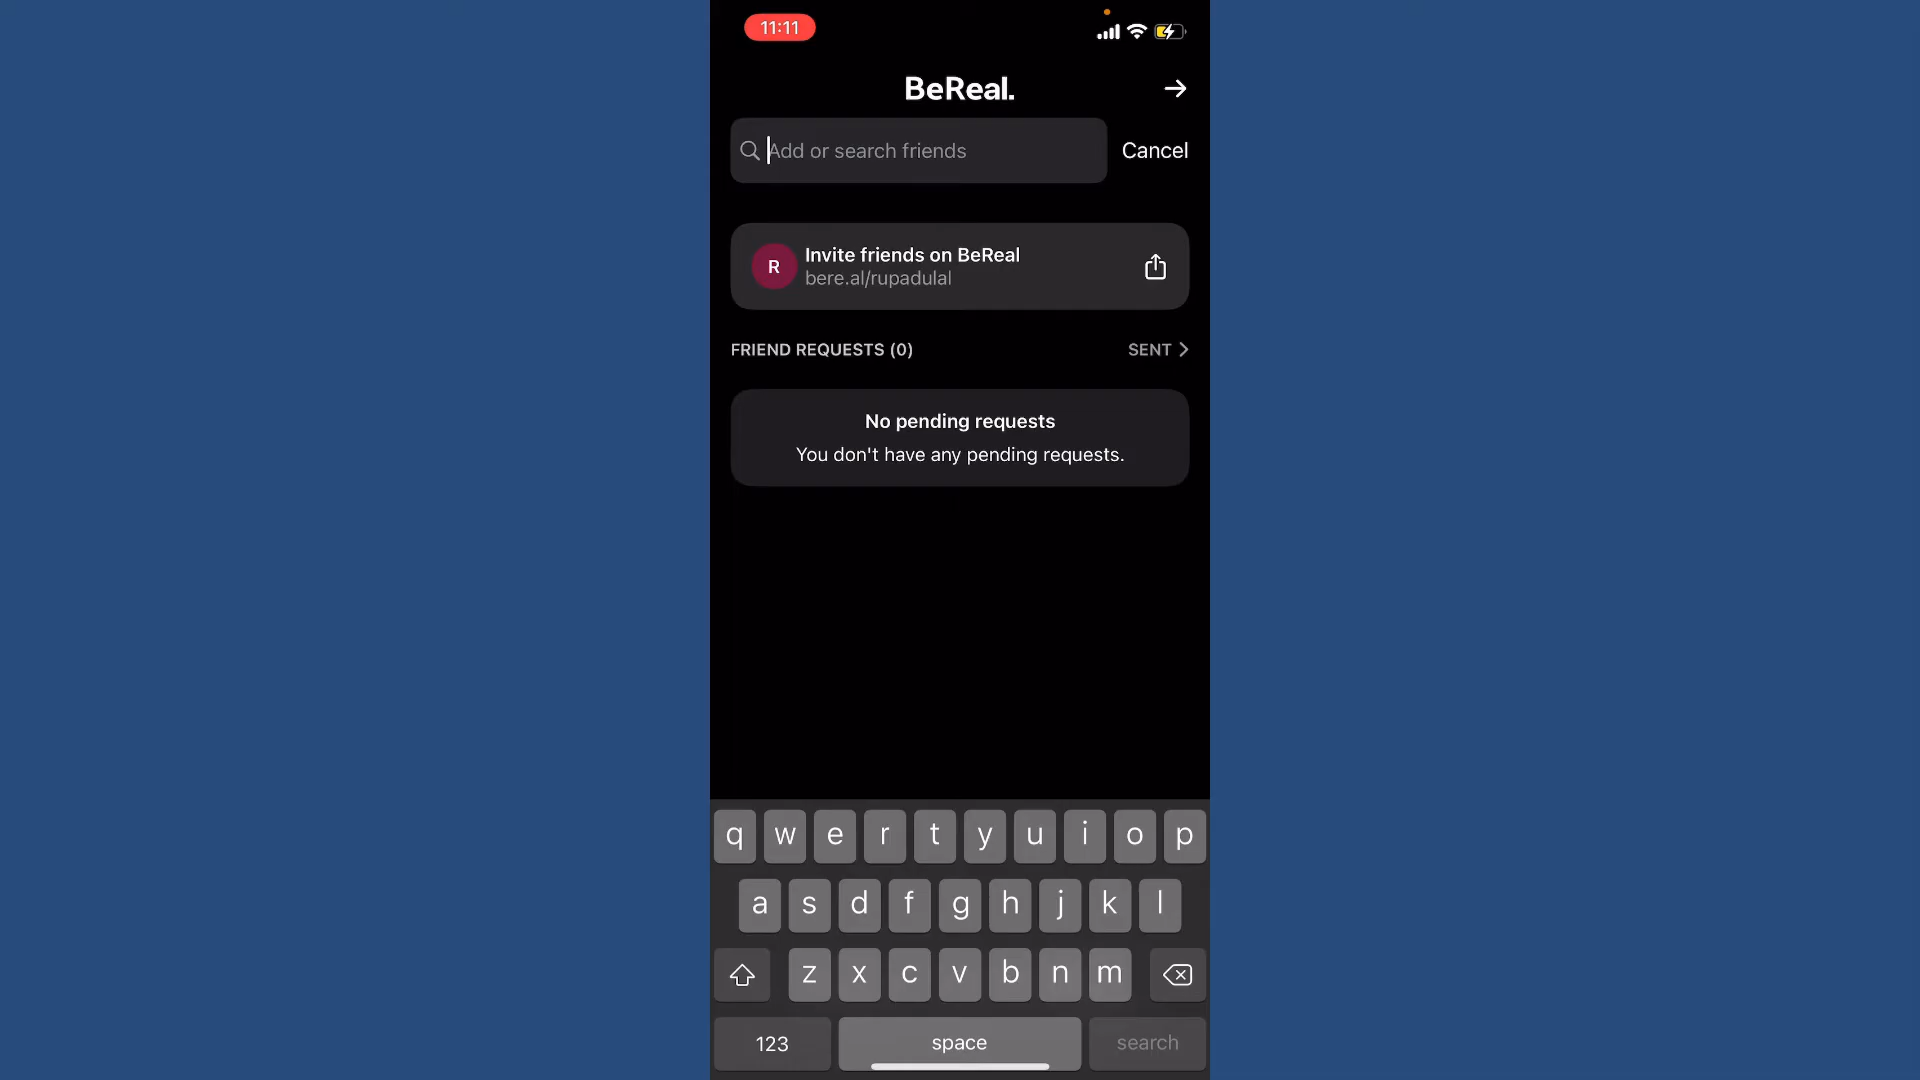 11:11
BeReal.
Add or search friends
Cancel
R
Invite friends on BeReal
bere.al/rupadulal
FRIEND REQUESTS (0)
SENT
No pending requests
You don't have any pending requests.
q w e r t y u i o p
a s d f g h j k l
z x c v b n m
123
space
search